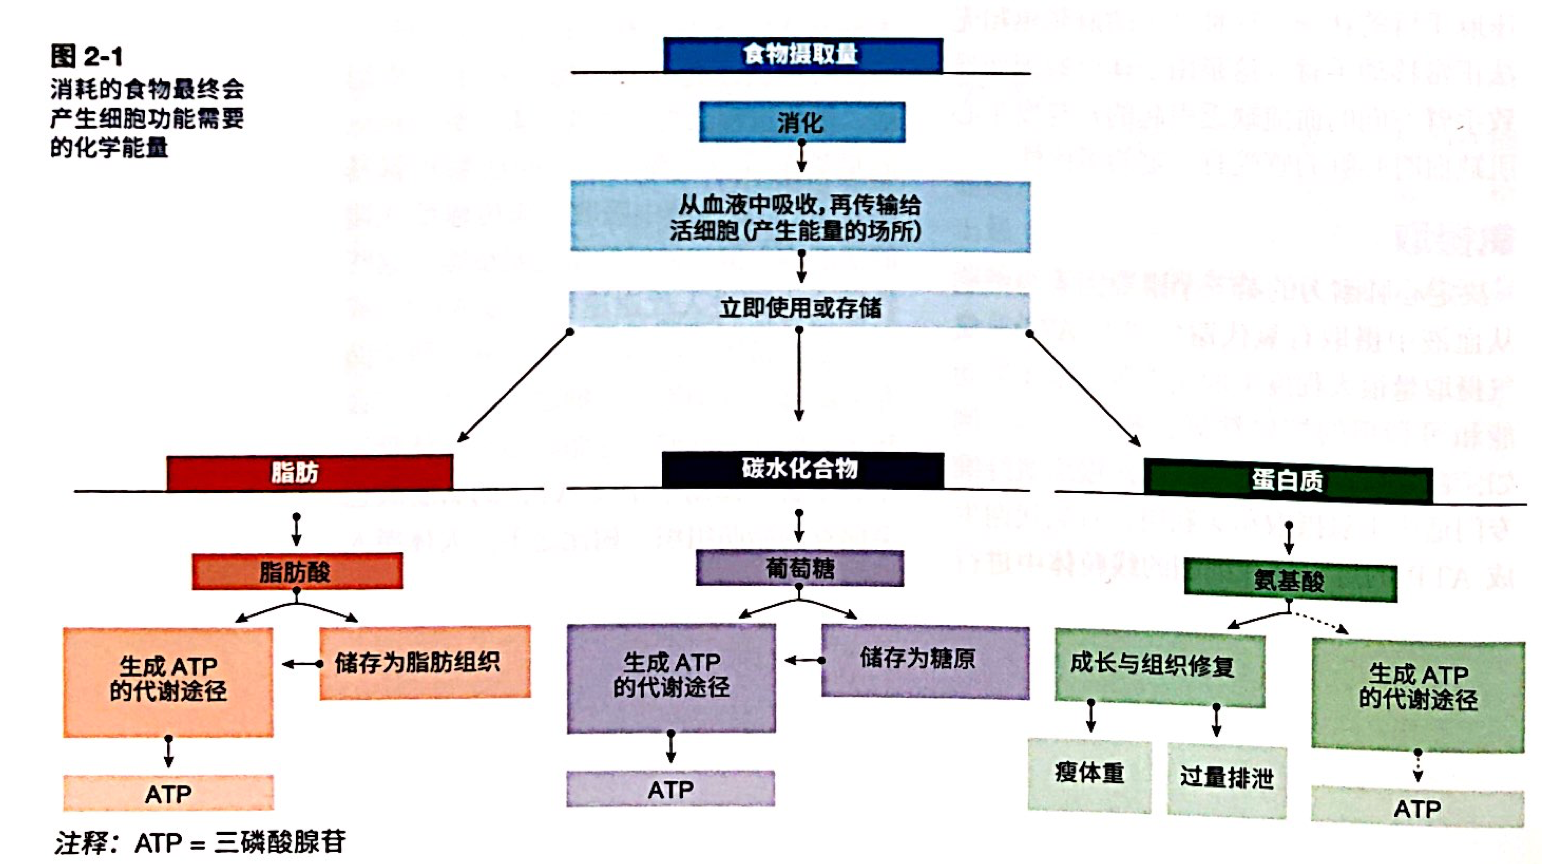 图 2-1
消耗的食物最终会
产生细胞功能需要
的化学能量
食物摄取量
消化
从血液中吸收，再传输给
活细胞（产生能量的场所）
立即使用或存储
脂肪
碳水化合物
蛋白质
脂肪酸
葡萄糖
氨基酸
生成 ATP
的代谢途径
储存为脂肪组织
生成 ATP
的代谢途径
储存为糖原
成长与组织修复
生成 ATP
的代谢途径
ATP
ATP
瘦体重
过量排泄
ATP
注释：ATP = 三磷酸腺苷